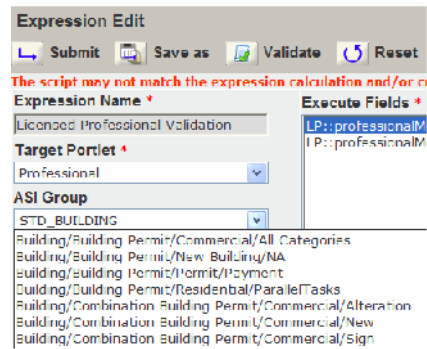 Expression Edit
Submit Save as Validate Reset
The script may not match the expression calculation and/or
Expression Name *
Execute Fields *
Licensed Professional Validation
LP::professionalM
LP::professionalM
Target Portlet *
Professional
ASI Group
STD_BUILDING
Building/Building Permit/Commercial/All Categories
Building/Building Permit/New Building/NA
Building/Building Permit/Permit/Payment
Building/Building Permit/Residential/ParallelTasks
Building/Combination Building Permit/Commercial/Alteration
Building/Combination Building Permit/Commercial/New
Building/Combination Building Permit/Commercial/Sign